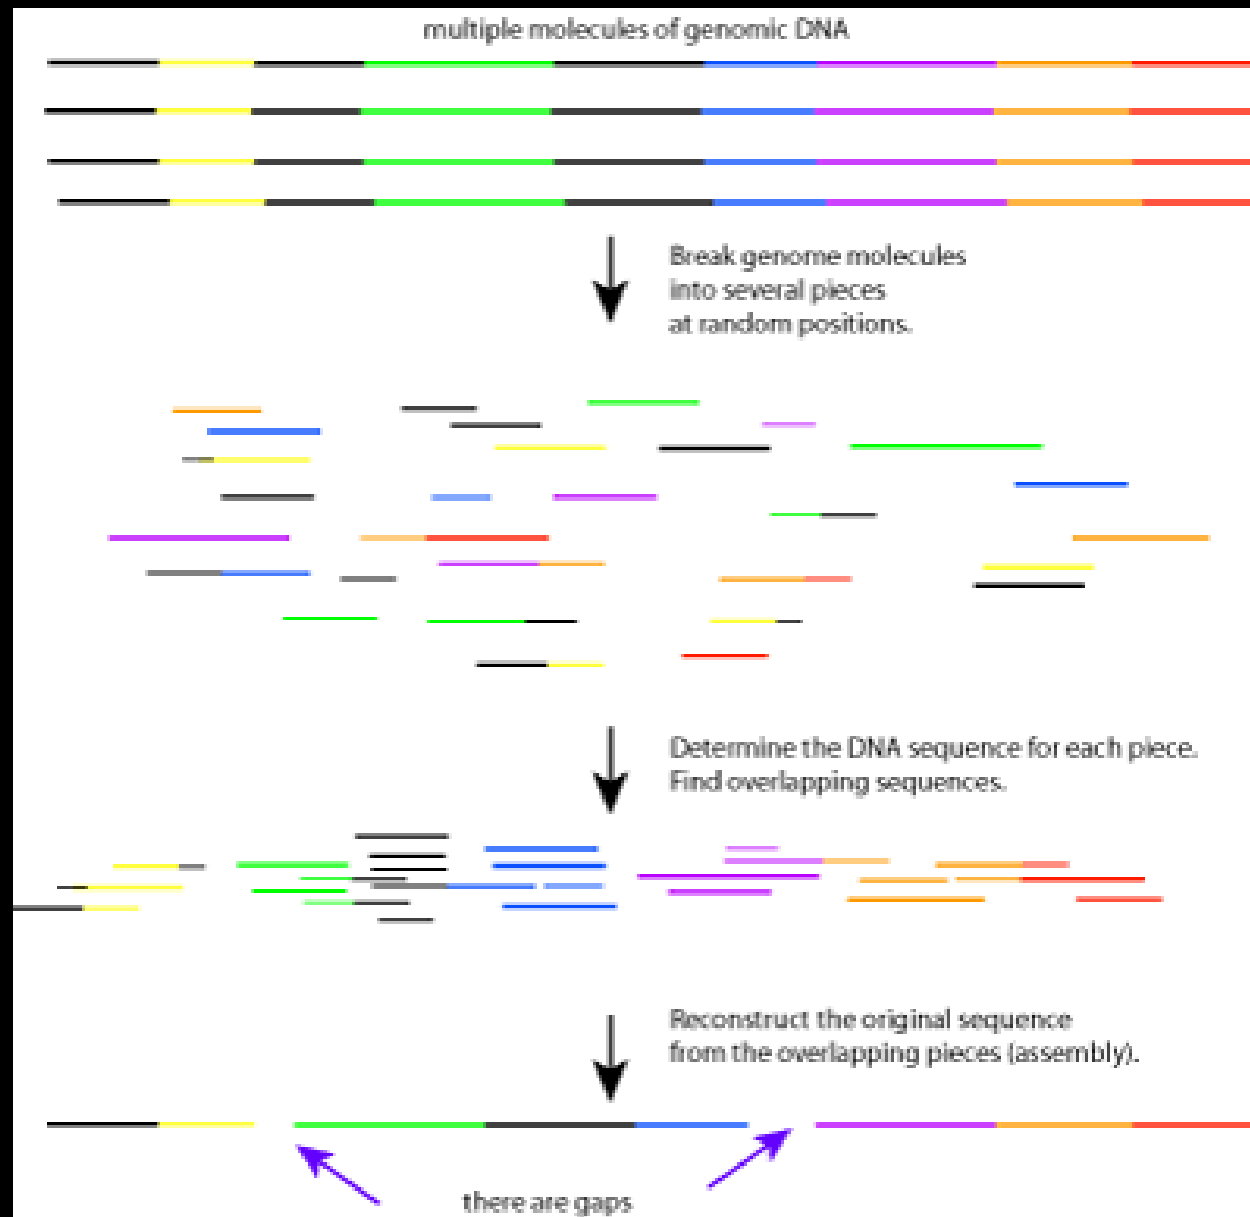 multiple molecules of genomic DNA
Break genome molecules
into several pieces
at random positions.
Determine the DNA sequence for each piece.
Find overlapping sequences.
Reconstruct the original sequence
from the overlapping pieces (assembly).
there are gaps